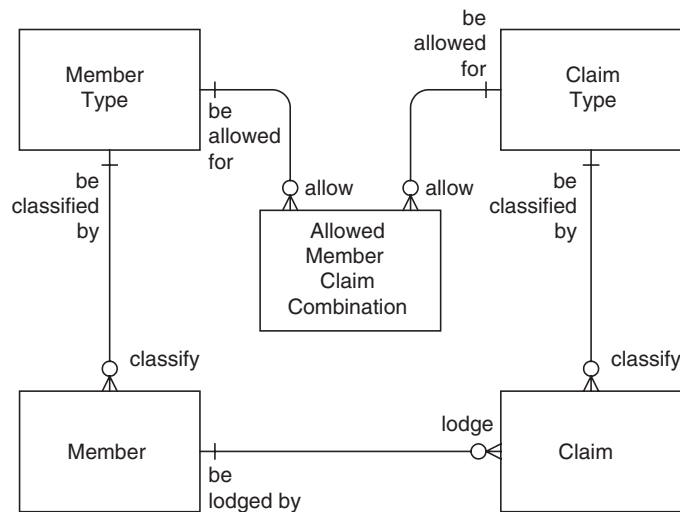 be
allowed
for
Member
Type
Claim
Type
be
allowed
for
be
classified
by
allow
allow
be
classified
by
Allowed
Member
Claim
Combination
classify
classify
lodge
Member
Claim
be
lodged by